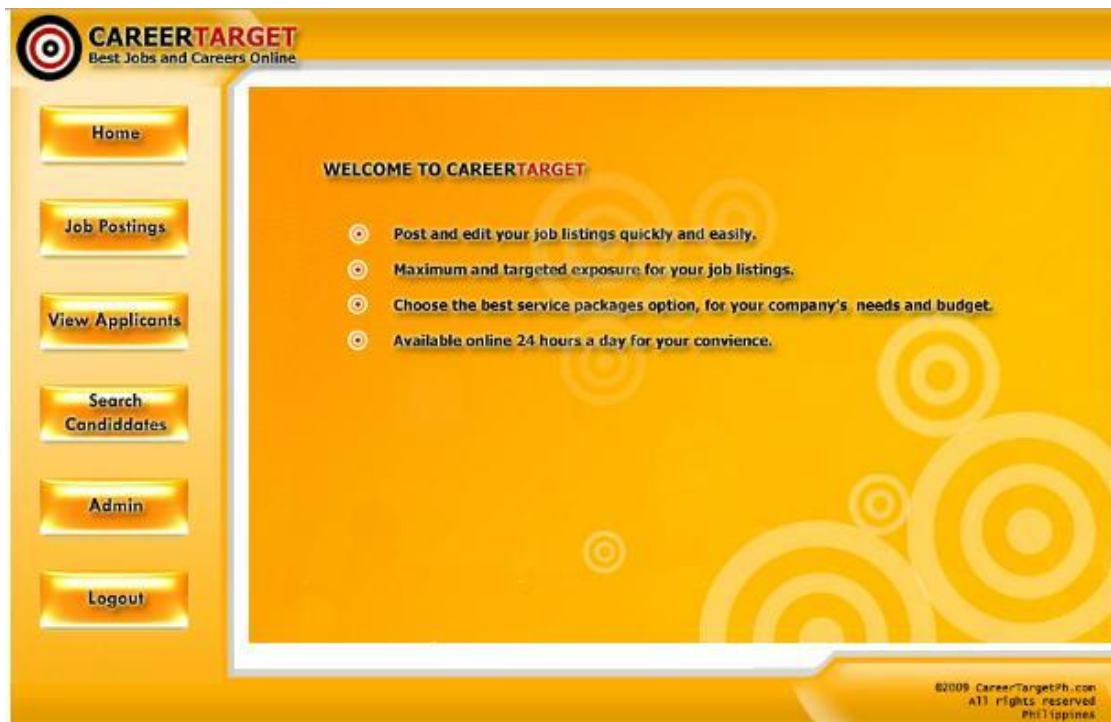 CAREERTARGET
Best Jobs and Careers Online
Home
Job Postings
View Applicants
Search
Candiddates
Admin
Logout
WELCOME TO CAREERTARGET
Post and edit your job listings quickly and easily.
Maximum and targeted exposure for your job listings.
Choose the best service packages option, for your company's needs and budget.
Available online 24 hours a day for your convience.
©2009 CareerTargetPh.com
All rights reserved
Philippines